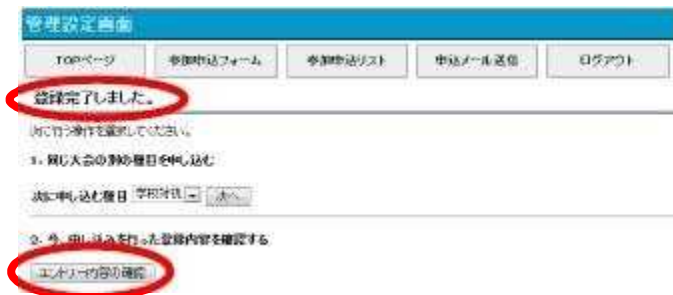 管理設定画面
TOPページ 参加申込フォーム 参加申込リスト 申込メール送信 ログアウト
登録完了しました。
次に行う操作を選択してください。
1、同じ大会の別の種目を申し込む
次に申し込む種目 学校対抗 次へ
2、今、申し込みを行った登録内容を確認する
エントリー内容の確認